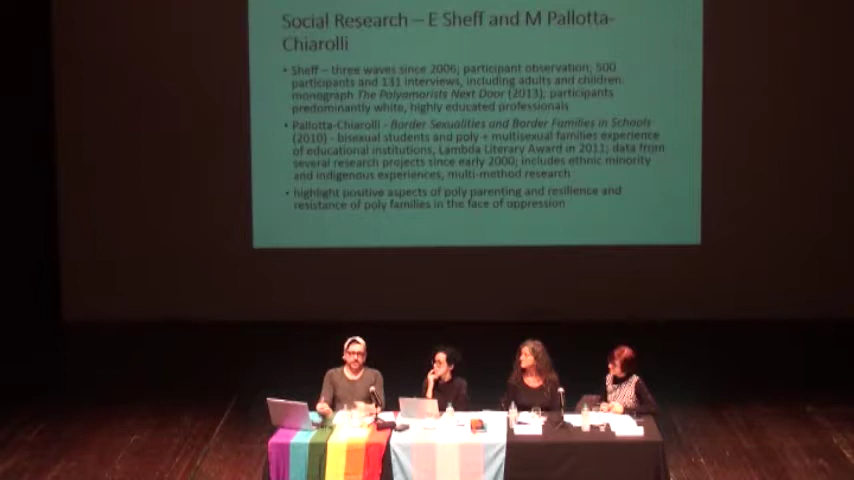 Social Research – E Sheff and M Pallotta-
Chiarolli
• Sheff – three waves since 2006; participant observation; 500
participants and 131 interviews, including adults and children:
monograph The Polyamorists Next Door (2013); participants
predominantly white, highly educated professionals
• Pallotta-Chiarolli - Border Sexualities and Border Families in Schools
(2010) - bisexual students and poly + multisexual families experience
of educational institutions; Lambda Literary Award in 2011; data from
several research projects since early 2000; includes ethnic minority
and indigenous experiences, multi-method research
• highlight positive aspects of poly parenting and resilience and
resistance of poly families in the face of oppression